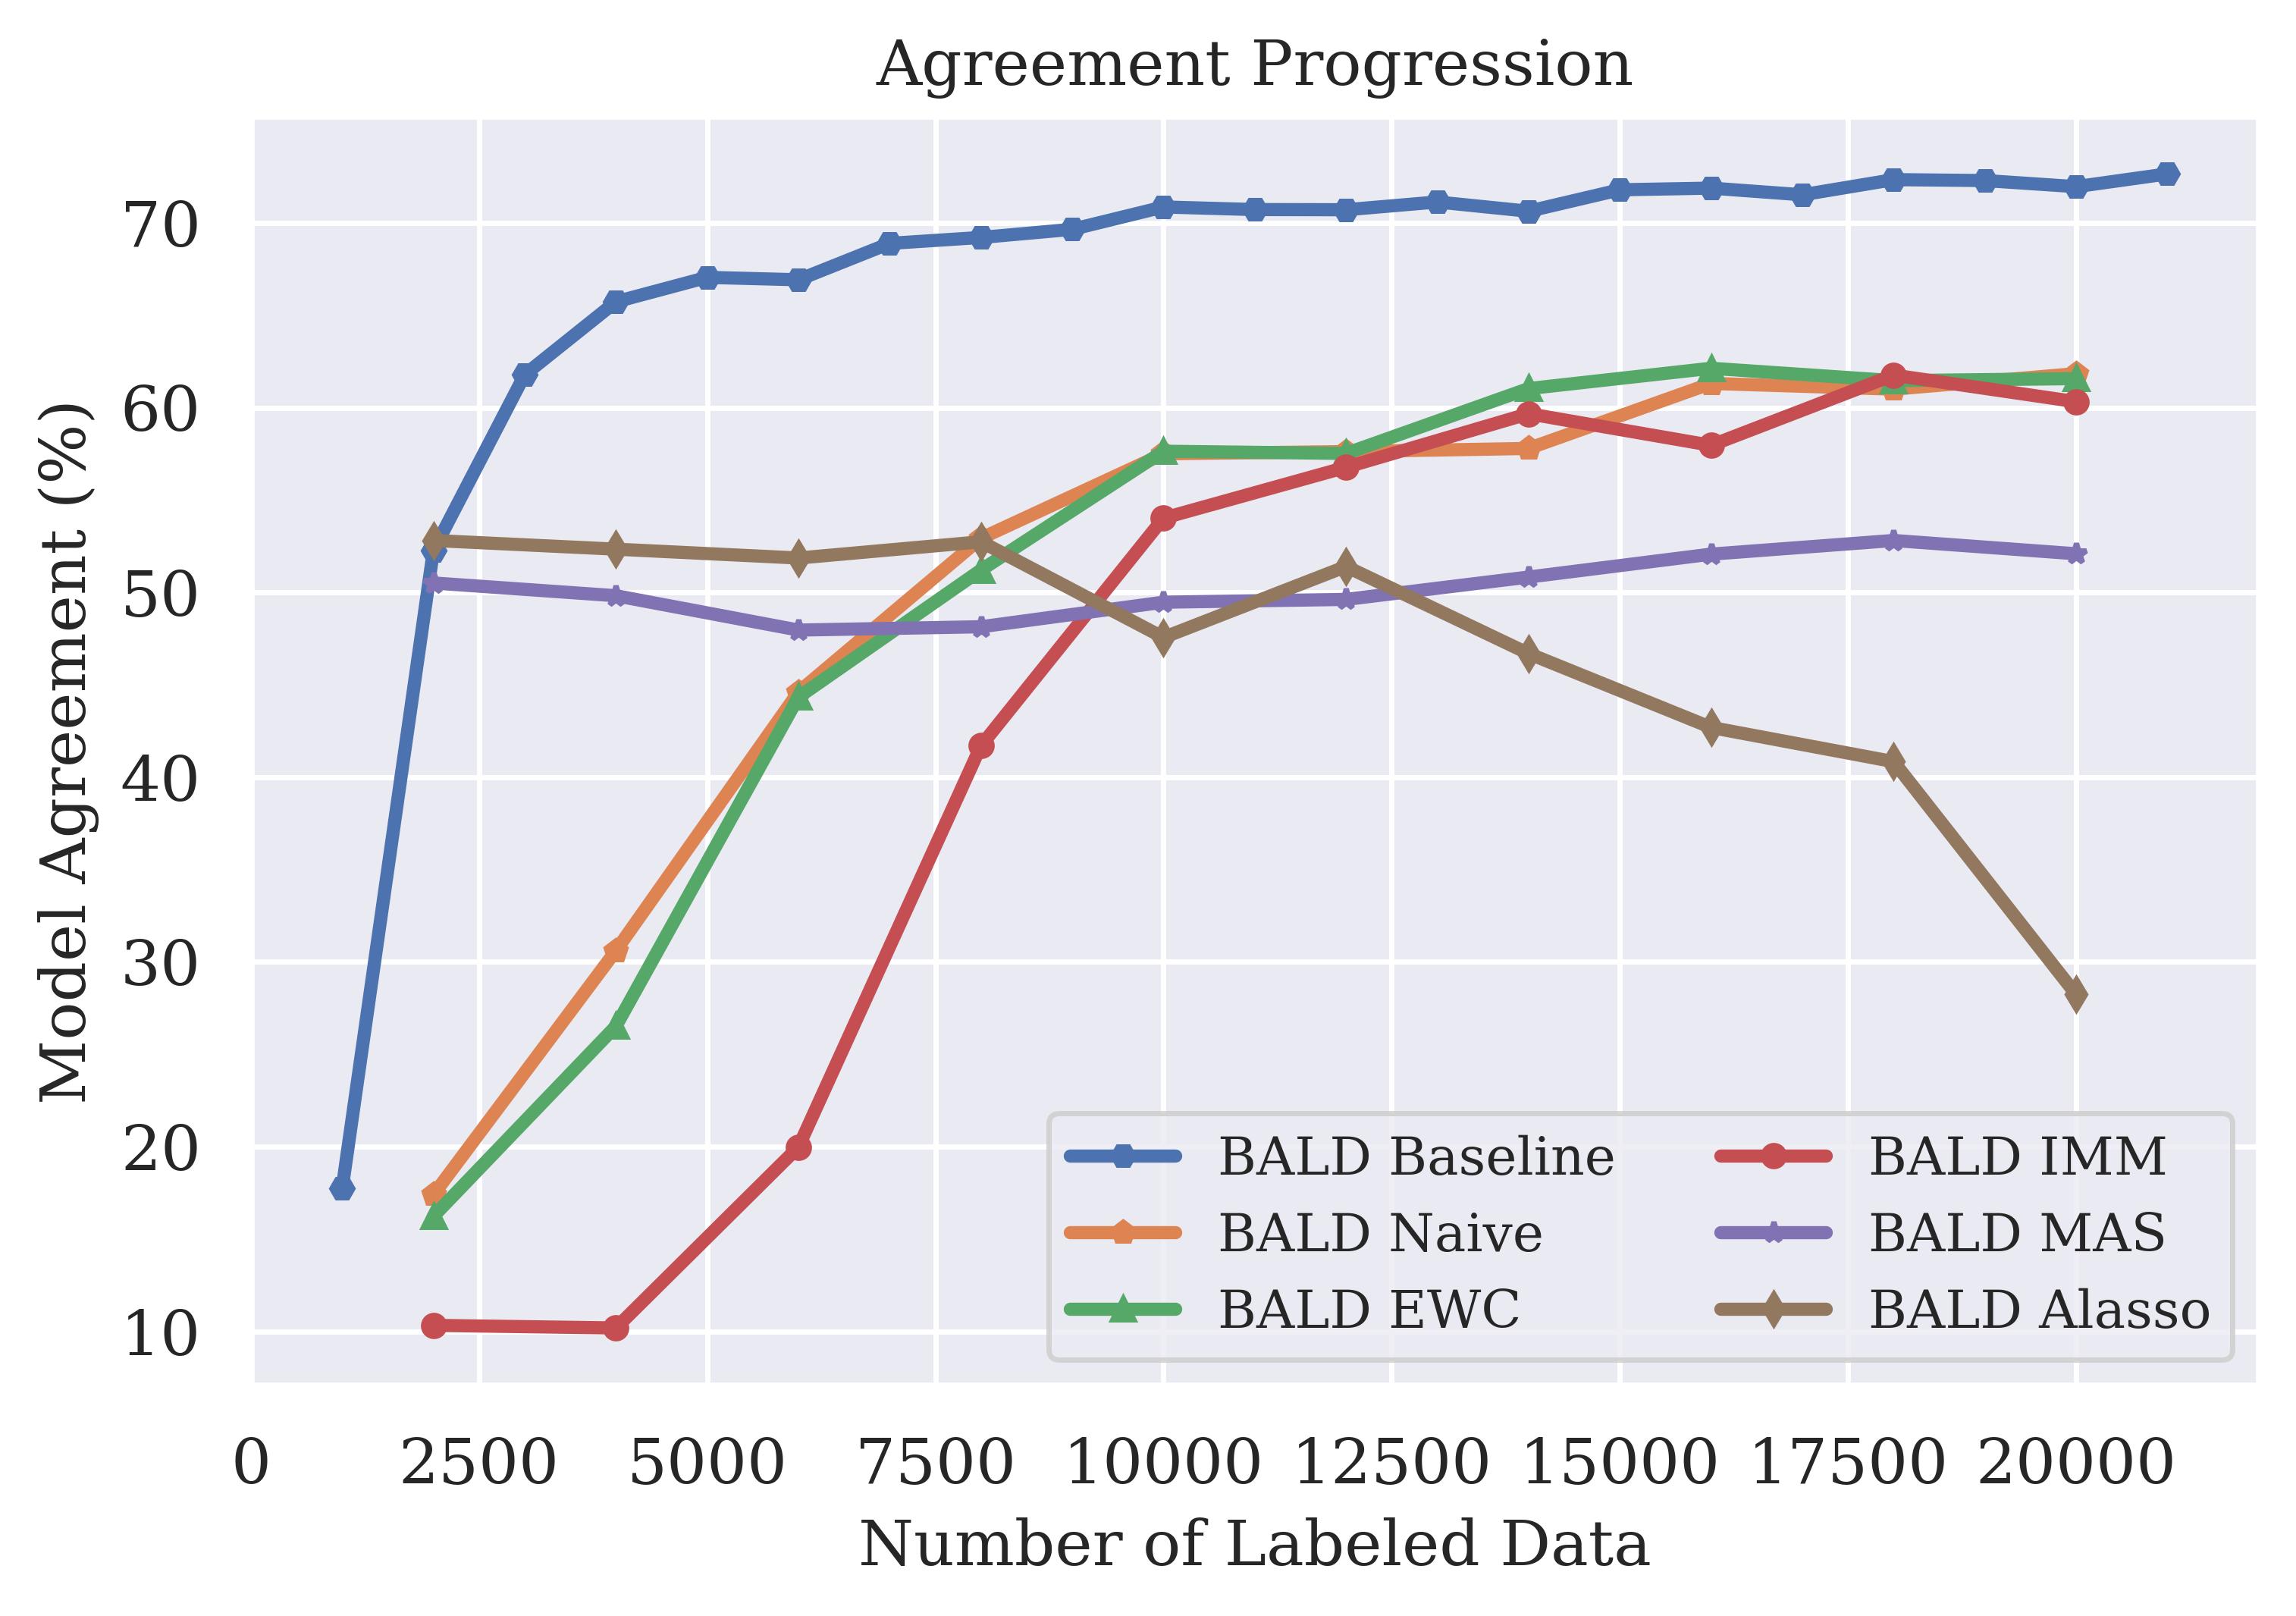 Agreement Progression
Model Agreement (%)
70
60
50
40
30
20
10
BALD Baseline
BALD Naive
BALD EWC
BALD IMM
BALD MAS
BALD Alasso
0 2500 5000 7500 10000 12500 15000 17500 20000
Number of Labeled Data